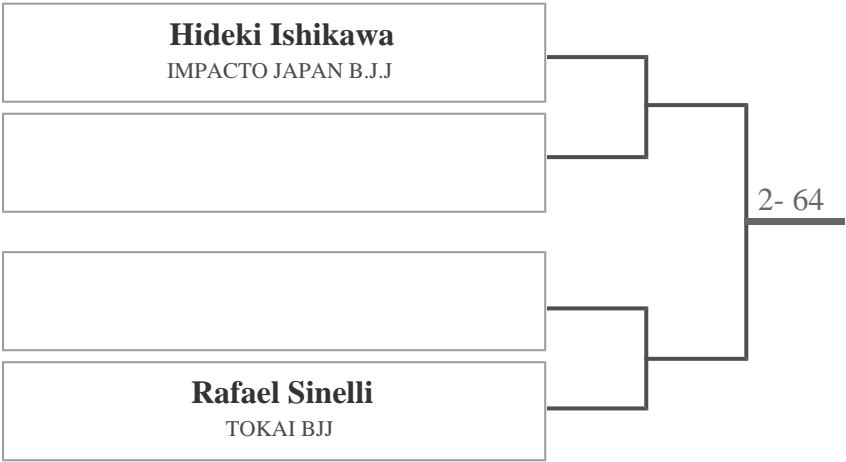 Hideki Ishikawa
IMPACTO JAPAN B.J.J
2- 64
Rafael Sinelli
TOKAI BJJ